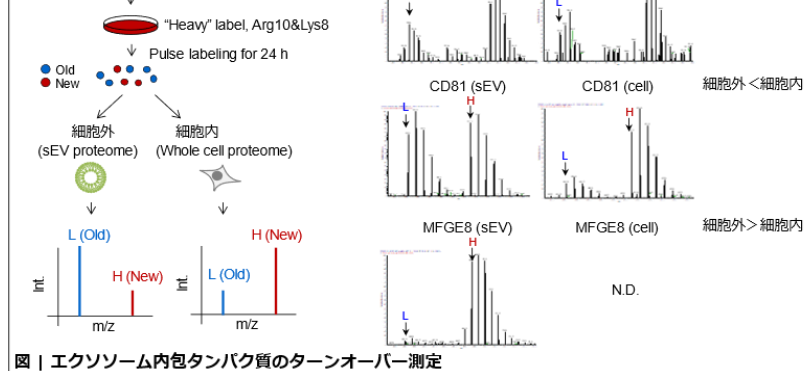 "Heavy" label, Arg10&Lys8
Pulse labeling for 24 h
Old
New
細胞外
(sEV proteome)
細胞内
(Whole cell proteome)
L (Old)
H (New)
Int.
m/z
H (New)
L (Old)
Int.
m/z
L
CD81 (sEV)
CD81 (cell)
細胞外<細胞内
L
H
H
L
MFGE8 (sEV)
MFGE8 (cell)
細胞外>細胞内
H
L
N.D.
図 | エクソソーム内包タンパク質のターンオーバー測定